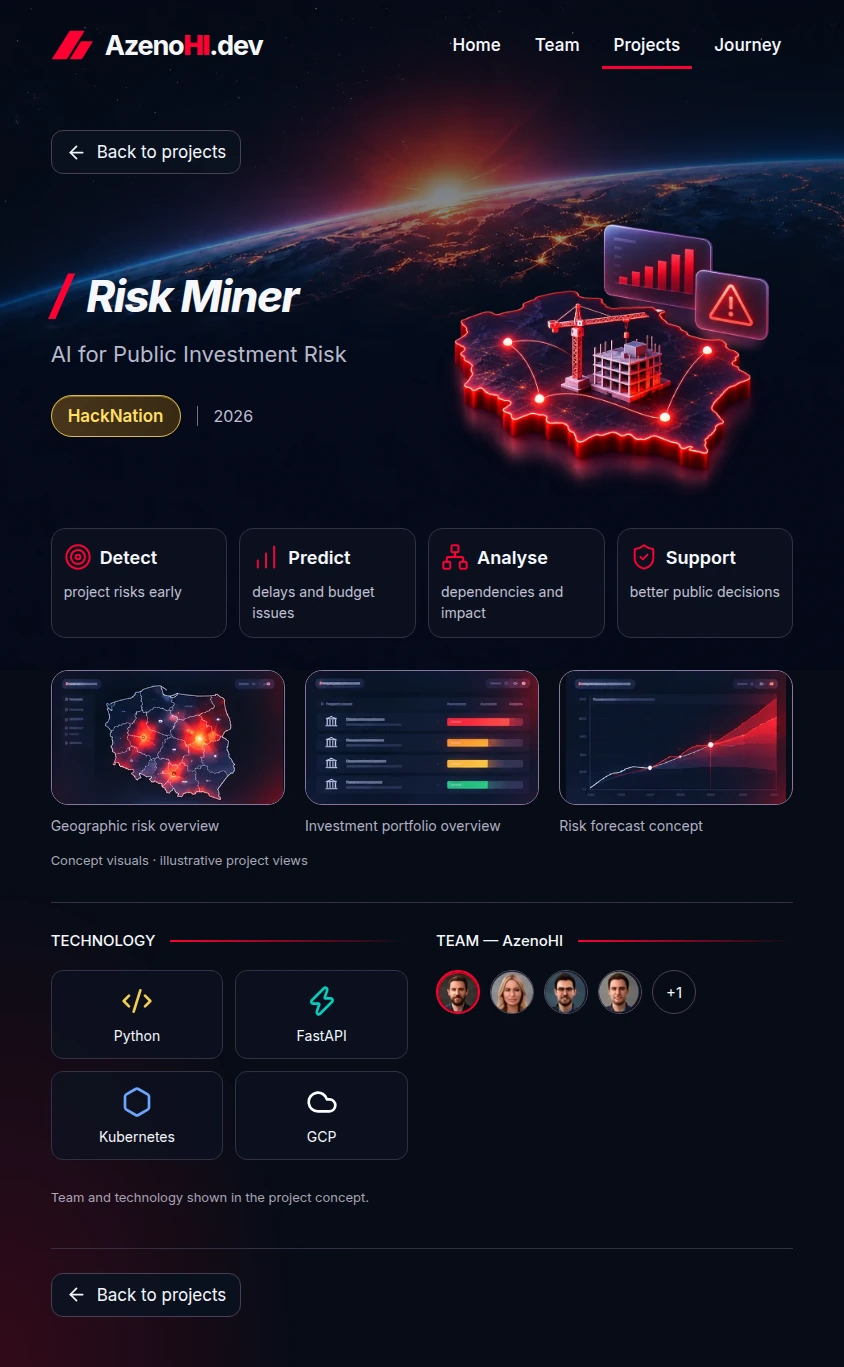 AzenoHI.dev
Home
Team
Projects
Journey
← Back to projects
/ Risk Miner
AI for Public Investment Risk
HackNation
2026
Detect
project risks early
Predict
delays and budget
issues
Analyse
dependencies and
impact
Support
better public decisions
Geographic risk overview
Investment portfolio overview
Risk forecast concept
Concept visuals · illustrative project views
TECHNOLOGY
Python
FastAPI
Kubernetes
GCP
TEAM — AzenoHI
+1
Team and technology shown in the project concept.
← Back to projects